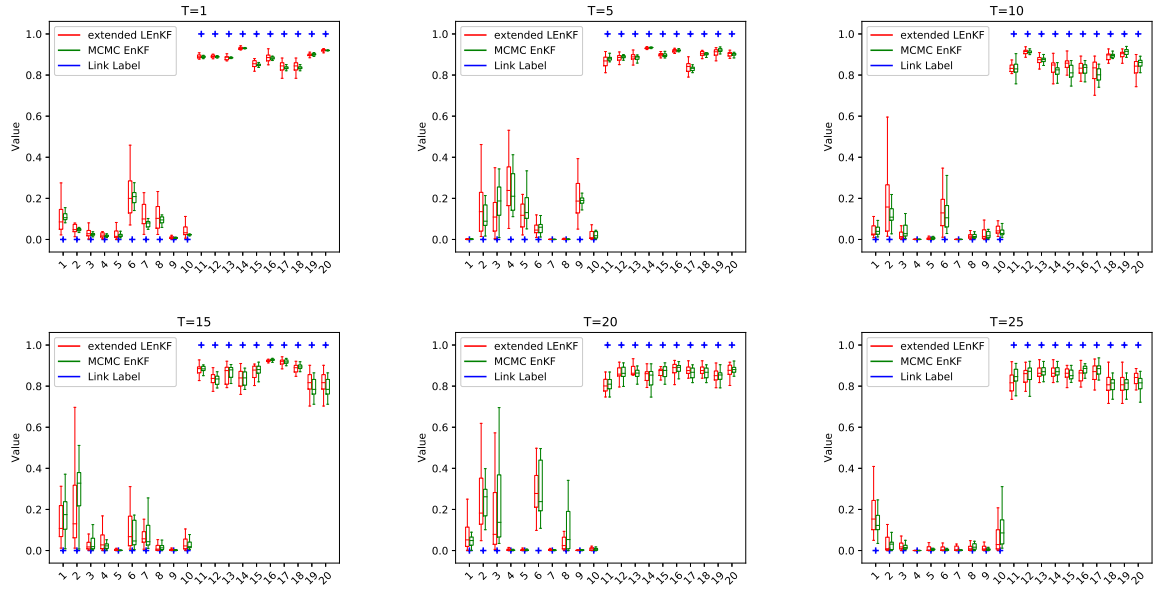 T=1
Value
1.0
0.8
0.6
0.4
0.2
0.0
extended LEnKF
MCMC EnKF
Link Label
1 2 3 4 5 6 7 8 9 10 11 12 13 14 15 16 17 18 19 20
T=5
Value
1.0
0.8
0.6
0.4
0.2
0.0
extended LEnKF
MCMC EnKF
Link Label
1 2 3 4 5 6 7 8 9 10 11 12 13 14 15 16 17 18 19 20
T=10
Value
1.0
0.8
0.6
0.4
0.2
0.0
extended LEnKF
MCMC EnKF
Link Label
1 2 3 4 5 6 7 8 9 10 11 12 13 14 15 16 17 18 19 20
T=15
Value
1.0
0.8
0.6
0.4
0.2
0.0
extended LEnKF
MCMC EnKF
Link Label
1 2 3 4 5 6 7 8 9 10 11 12 13 14 15 16 17 18 19 20
T=20
Value
1.0
0.8
0.6
0.4
0.2
0.0
extended LEnKF
MCMC EnKF
Link Label
1 2 3 4 5 6 7 8 9 10 11 12 13 14 15 16 17 18 19 20
T=25
Value
1.0
0.8
0.6
0.4
0.2
0.0
extended LEnKF
MCMC EnKF
Link Label
1 2 3 4 5 6 7 8 9 10 11 12 13 14 15 16 17 18 19 20